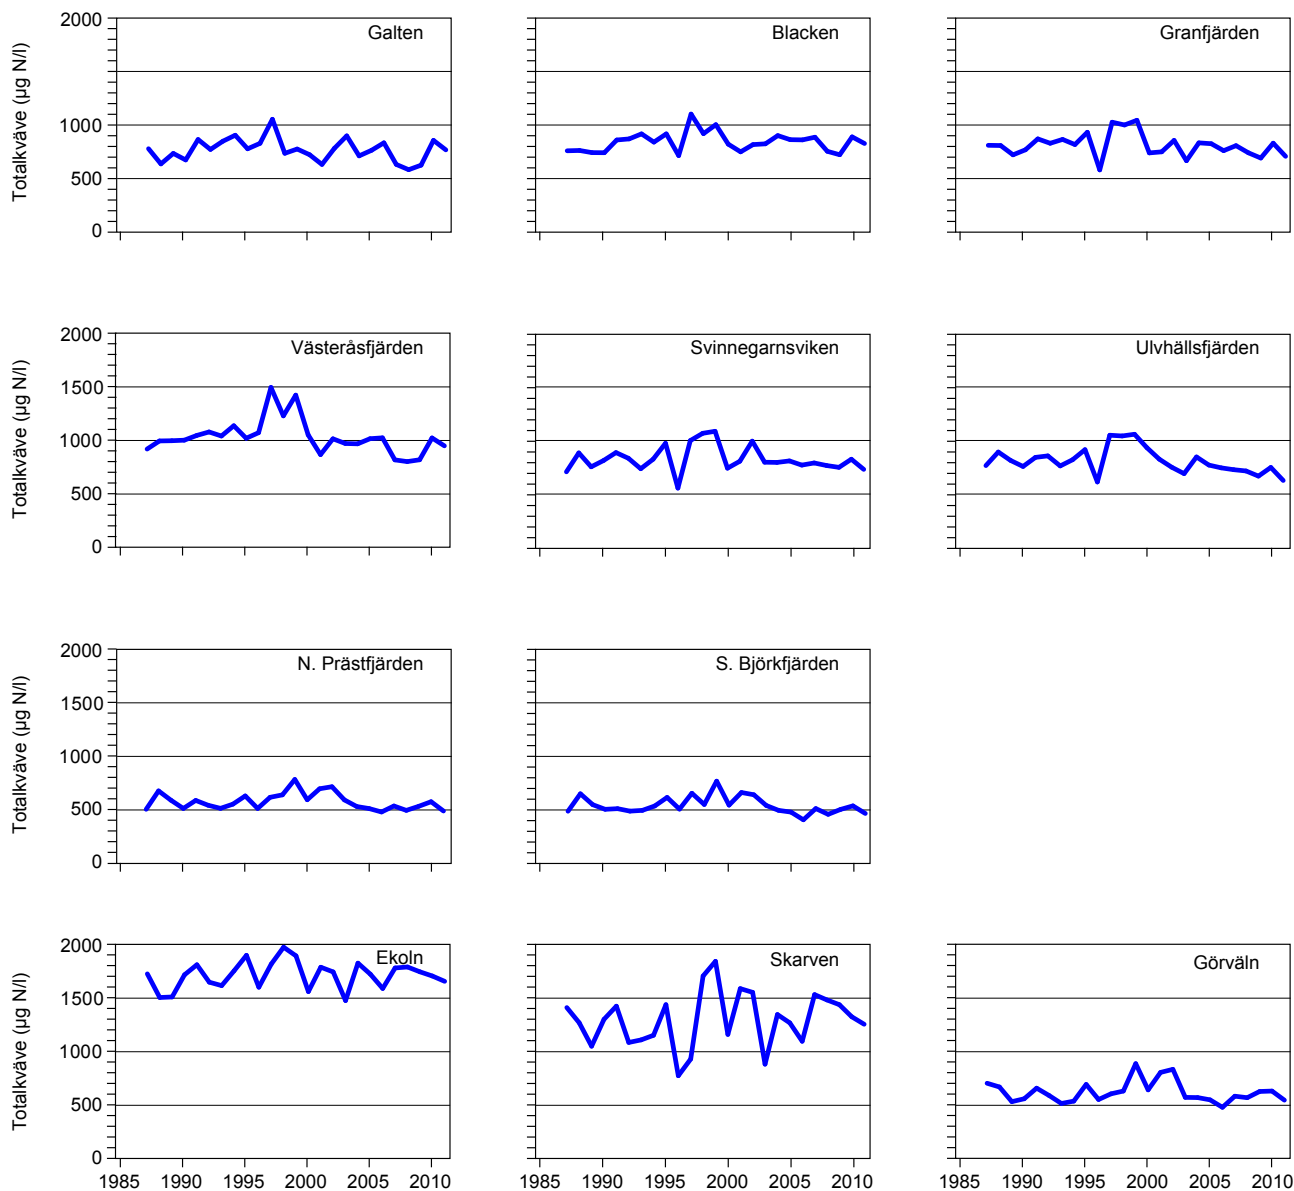 Galten
Blacken
Granfjärden
Totalkväve (µg N/l)
2000
1000
500
0
Västeråsfjärden
Svinnegarnsviken
Ulvhällsfjärden
Totalkväve (µg N/l)
2000
1500
1000
500
0
1985 1990 1995 2000 2005 2010
1985 1990 1995 2000 2005 2010
1985 1990 1995 2000 2005 2010
N. Prästfjärden
S. Björkfjärden
Totalkväve (µg N/l)
2000
1500
1000
500
0
Ekoln
Skarven
Görväln
Totalkväve (µg N/l)
2000
1500
1000
500
0